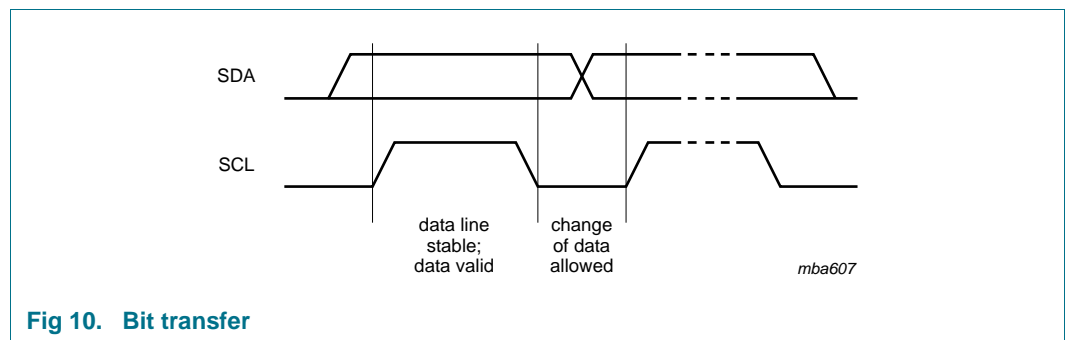 SDA
SCL
data line
stable;
data valid
change
of data
allowed
mba607
Fig 10. Bit transfer